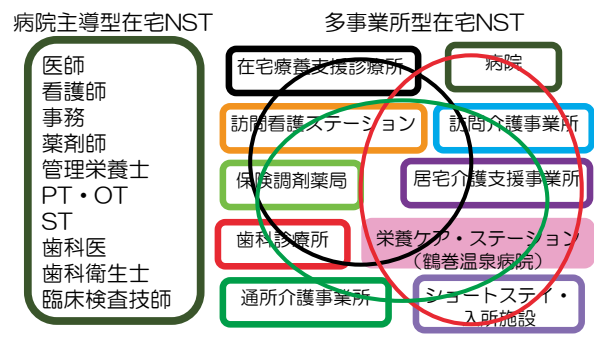 病院主導型在宅NST
医師
看護師
事務
薬剤師
管理栄養士
PT・OT
ST
歯科医
歯科衛生士
臨床検査技師
多事業所型在宅NST
在宅療養支援診療所
病院
訪問看護ステーション
訪問介護事業所
保険調剤薬局
居宅介護支援事業所
歯科診療所
栄養ケア・ステーション
（鶴巻温泉病院）
通所介護事業所
ショートステイ・
入所施設